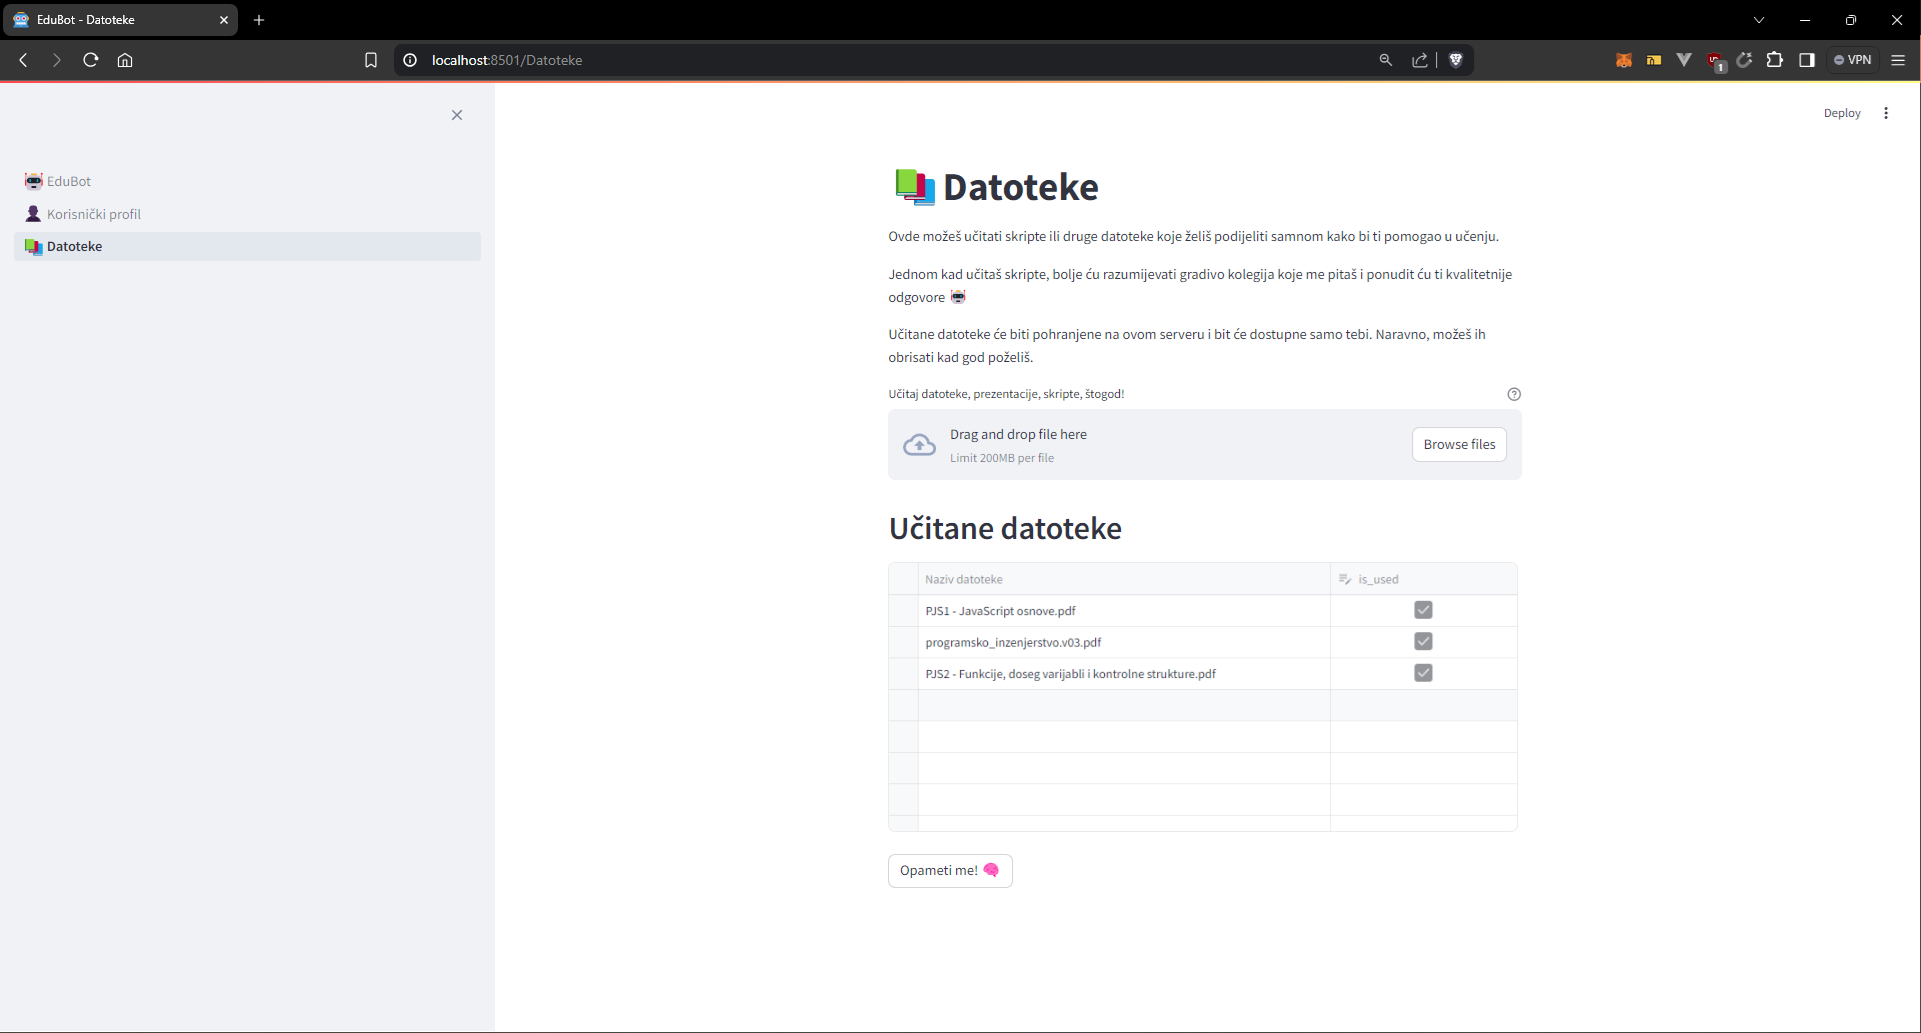 EduBot - Datoteke
localhost:8501/Datoteke
1
VPN
Deploy
EduBot
Korisnički profil
Datoteke
Datoteke
Ovde možeš učitati skripte ili druge datoteke koje želiš podijeliti samnom kako bi ti pomogao u učenju.
Jednom kad učitaš skripte, bolje ću razumijevati gradivo kolegija koje me pitaš i ponudit ću ti kvalitetnije
odgovore
Učitane datoteke će biti pohranjene na ovom serveru i bit će dostupne samo tebi. Naravno, možeš ih
obrisati kad god poželiš.
Učitaj datoteke, prezentacije, skripte, štogod!
Drag and drop file here
Limit 200MB per file
Browse files
Učitane datoteke
Naziv datoteke is_used
PJS1 - JavaScript osnove.pdf
programsko_inzenjerstvo.v03.pdf
PJS2 - Funkcije, doseg varijabli i kontrolne strukture.pdf
Opameti me!